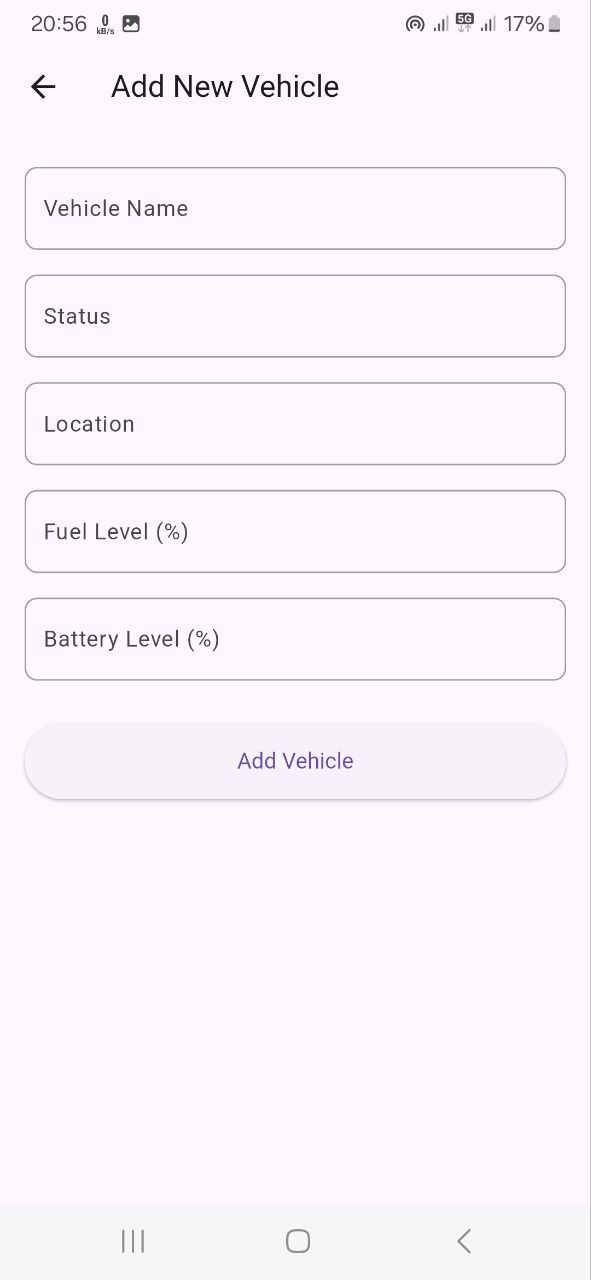 20:56 0 kB/s 5G 17%
Add New Vehicle
Vehicle Name
Status
Location
Fuel Level (%)
Battery Level (%)
Add Vehicle